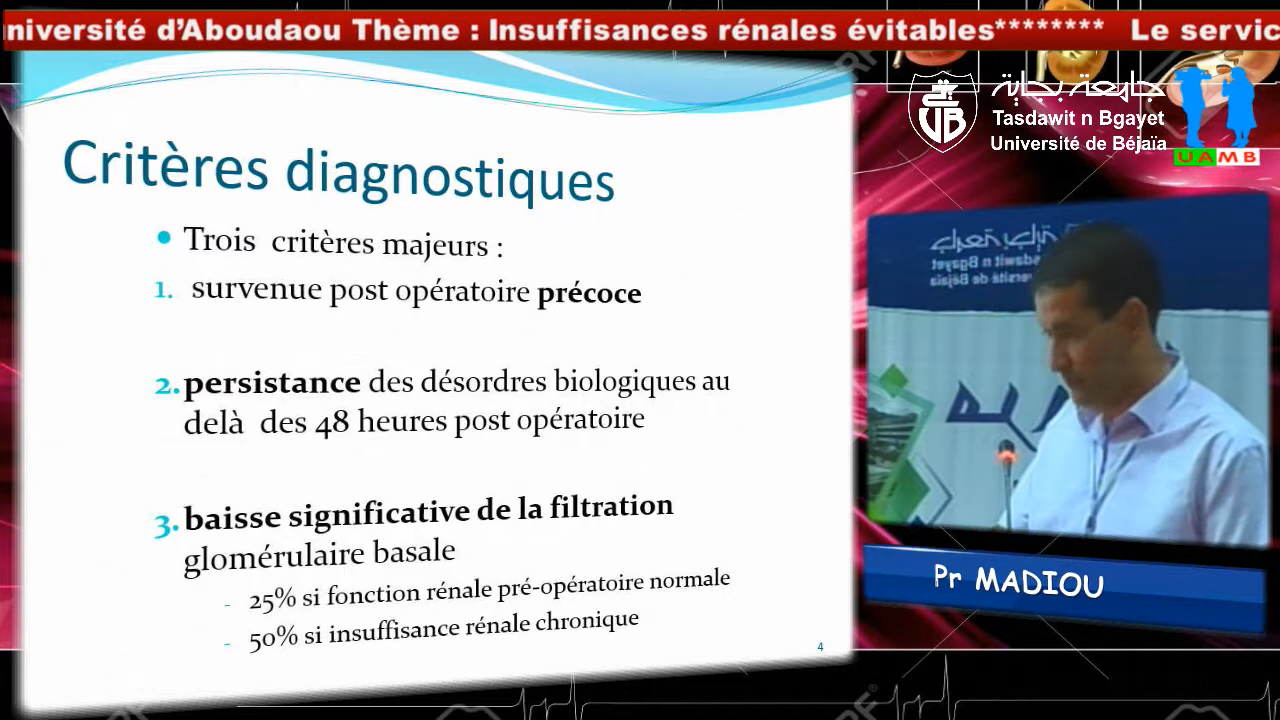 niversité d'Aboudaou Thème : Insuffisances rénales évitables******** Le servic
جامعة بجاية
Tasdawit n Bgayet
Université de Béjaïa
UAMB
Critères diagnostiques
• Trois critères majeurs :
1. survenue post opératoire précoce
2. persistance des désordres biologiques au
delà des 48 heures post opératoire
3. baisse significative de la filtration
glomérulaire basale
- 25% si fonction rénale pré-opératoire normale
- 50% si insuffisance rénale chronique
4
Pr MADIOU